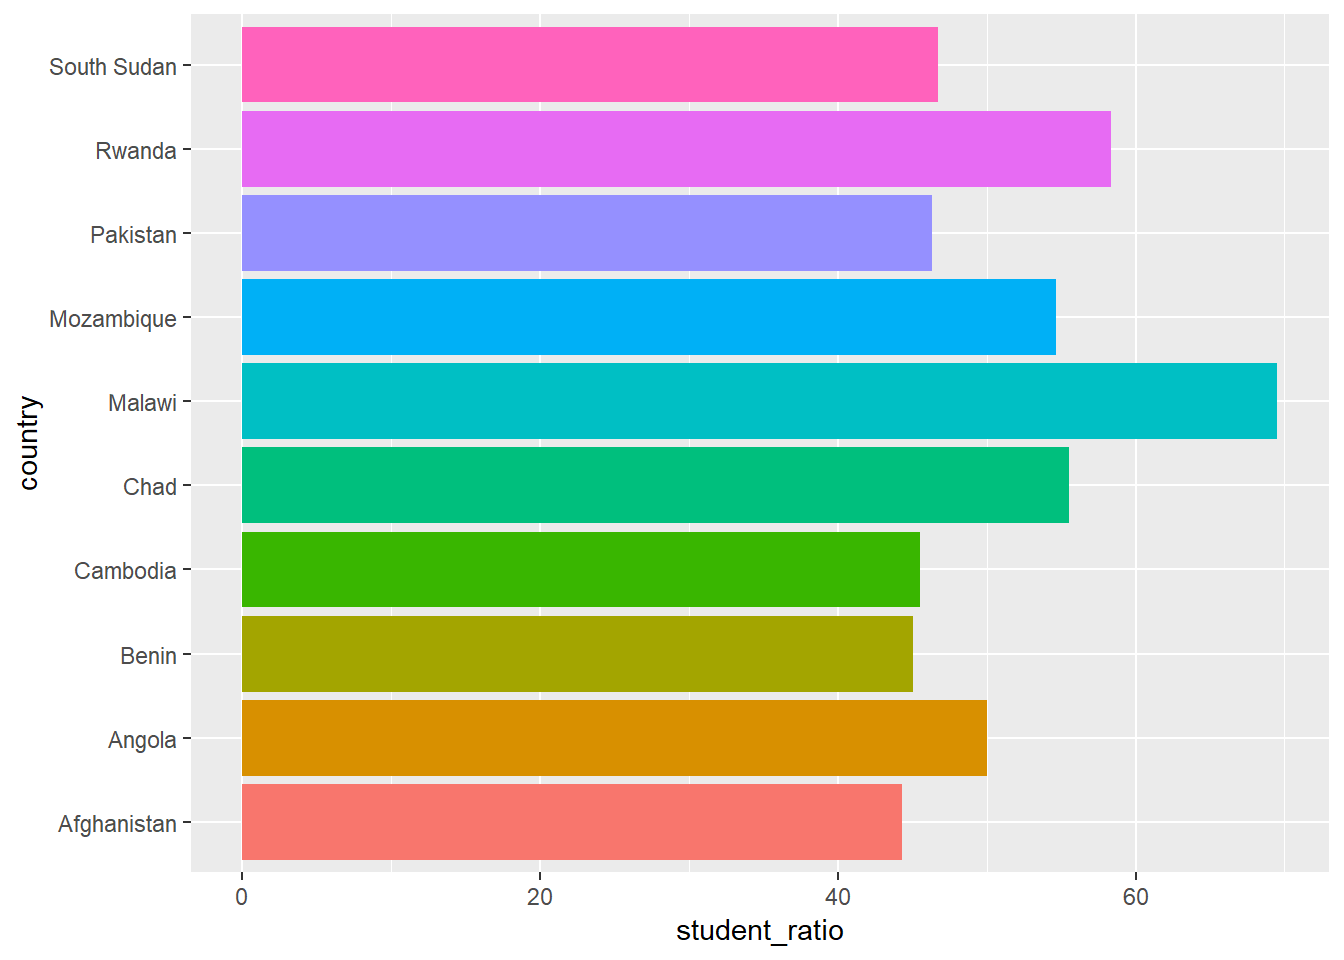 South Sudan
Rwanda
Pakistan
Mozambique
Malawi
Chad
Cambodia
Benin
Angola
Afghanistan
country
0 20 40 60
student_ratio